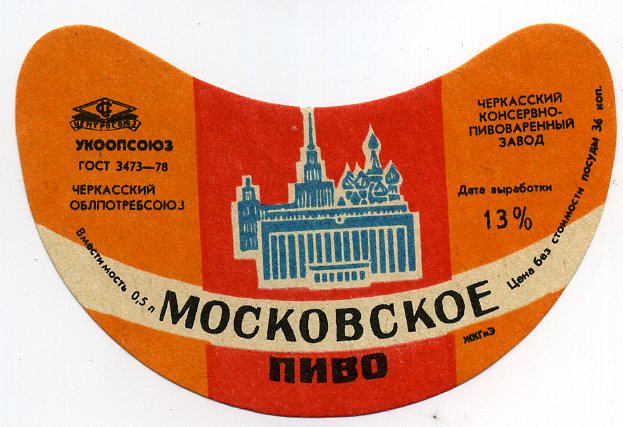 ЦЕНТРОСОЮЗ
УКООПСОЮЗ
ГОСТ 3473—78
ЧЕРКАССКИЙ
ОБЛПОТРЕБСОЮЗ
Вместимость 0,5 л
ЧЕРКАССКИЙ
КОНСЕРВНО-
ПИВОВАРЕННЫЙ
ЗАВОД
Дата выработки
13%
Цена без стоимости посуды 36 коп.
МОСКОВСКОЕ
ПИВО